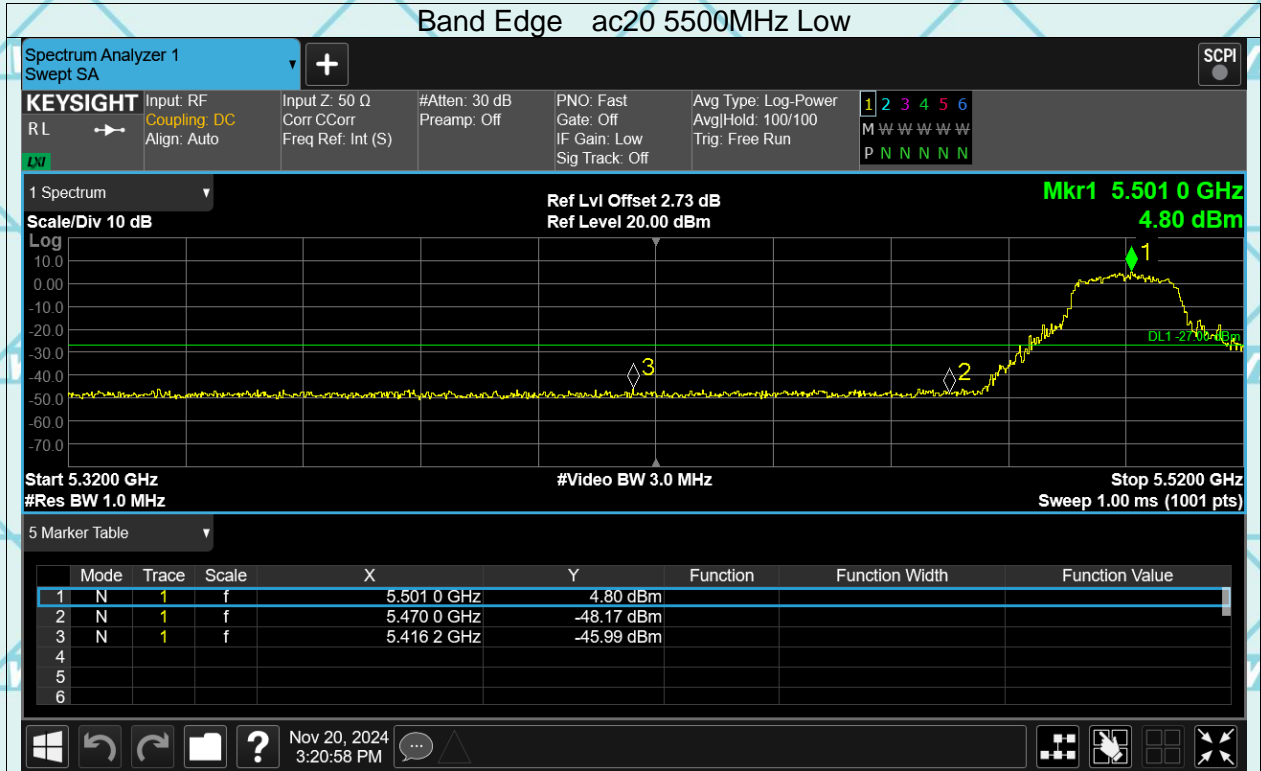 Band Edge ac20 5500MHz Low
Spectrum Analyzer 1
Swept SA
SCPI
KEYSIGHT
RL
LXI
Input: RF
Coupling: DC
Align: Auto
Input Z: 50 Ω
Corr CCorr
Freq Ref: Int (S)
#Atten: 30 dB
Preamp: Off
PNO: Fast
Gate: Off
IF Gain: Low
Sig Track: Off
Avg Type: Log-Power
Avg|Hold: 100/100
Trig: Free Run
1 2 3 4 5 6
M W W W W W
P N N N N N
1 Spectrum
Scale/Div 10 dB
Ref Lvl Offset 2.73 dB
Ref Level 20.00 dBm
Mkr1 5.501 0 GHz
4.80 dBm
Log
10.0
0.00
-10.0
-20.0
-30.0
-40.0
-50.0
-60.0
-70.0
1
2
3
DL1 -27.00 dBm
Start 5.3200 GHz
#Video BW 3.0 MHz
Stop 5.5200 GHz
#Res BW 1.0 MHz
Sweep 1.00 ms (1001 pts)
5 Marker Table
Mode Trace Scale X Y Function Function Width Function Value
1 N 1 f 5.501 0 GHz 4.80 dBm
2 N 1 f 5.470 0 GHz -48.17 dBm
3 N 1 f 5.416 2 GHz -45.99 dBm
4
5
6
?
Nov 20, 2024
3:20:58 PM